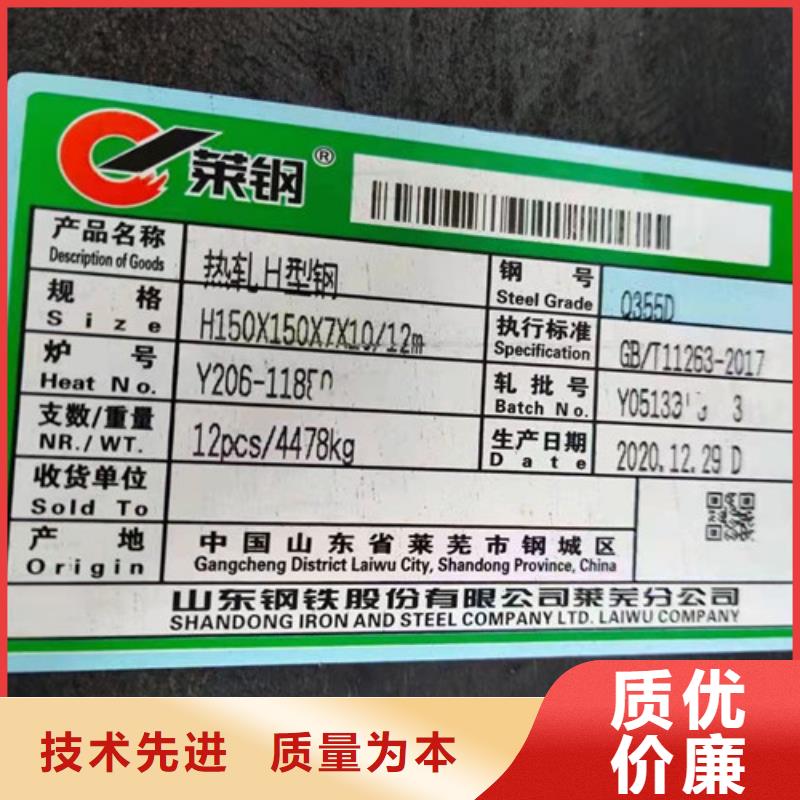 莱钢®
产品名称 热轧H型钢 钢号 Q355D
Description of Goods Steel Grade
规格 H150X150X7X10/12m 执行标准 GB/T11263-2017
Size Specification
炉号 轧批号
Heat No. Batch No.
支数/重量 12pcs/4478kg 生产日期 2020.12.29 D
NR./WT. Date
收货单位
Sold To
产地 中国山东省莱芜市钢城区
Origin Gangcheng District Laiwu City, Shandong Province, China
山东钢铁股份有限公司莱芜分公司
SHANDONG IRON AND STEEL COMPANY LTD. LAIWU COMPANY
技术先进 质量为本
质优
价廉